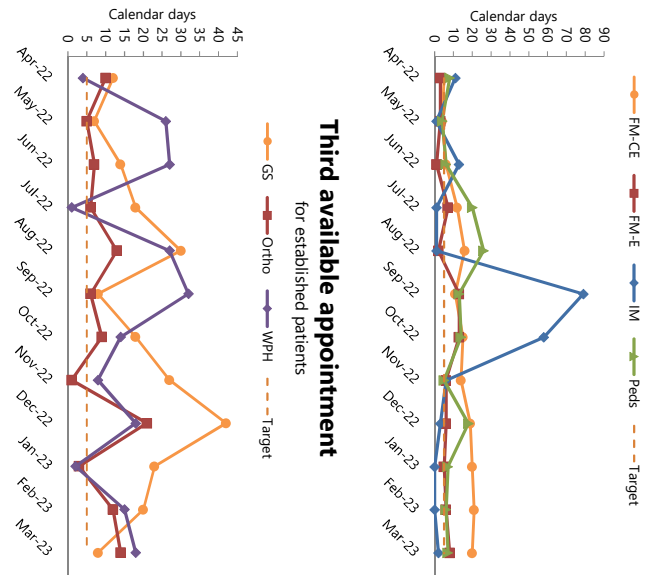 FM-CE FM-E IM Peds Target
90
80
70
60
50
40
30
20
10
0
Calendar days
Apr-22 May-22 Jun-22 Jul-22 Aug-22 Sep-22 Oct-22 Nov-22 Dec-22 Jan-23 Feb-23 Mar-23
Third available appointment
for established patients
GS Ortho WPH Target
45
40
35
30
25
20
15
10
5
0
Calendar days
Apr-22 May-22 Jun-22 Jul-22 Aug-22 Sep-22 Oct-22 Nov-22 Dec-22 Jan-23 Feb-23 Mar-23